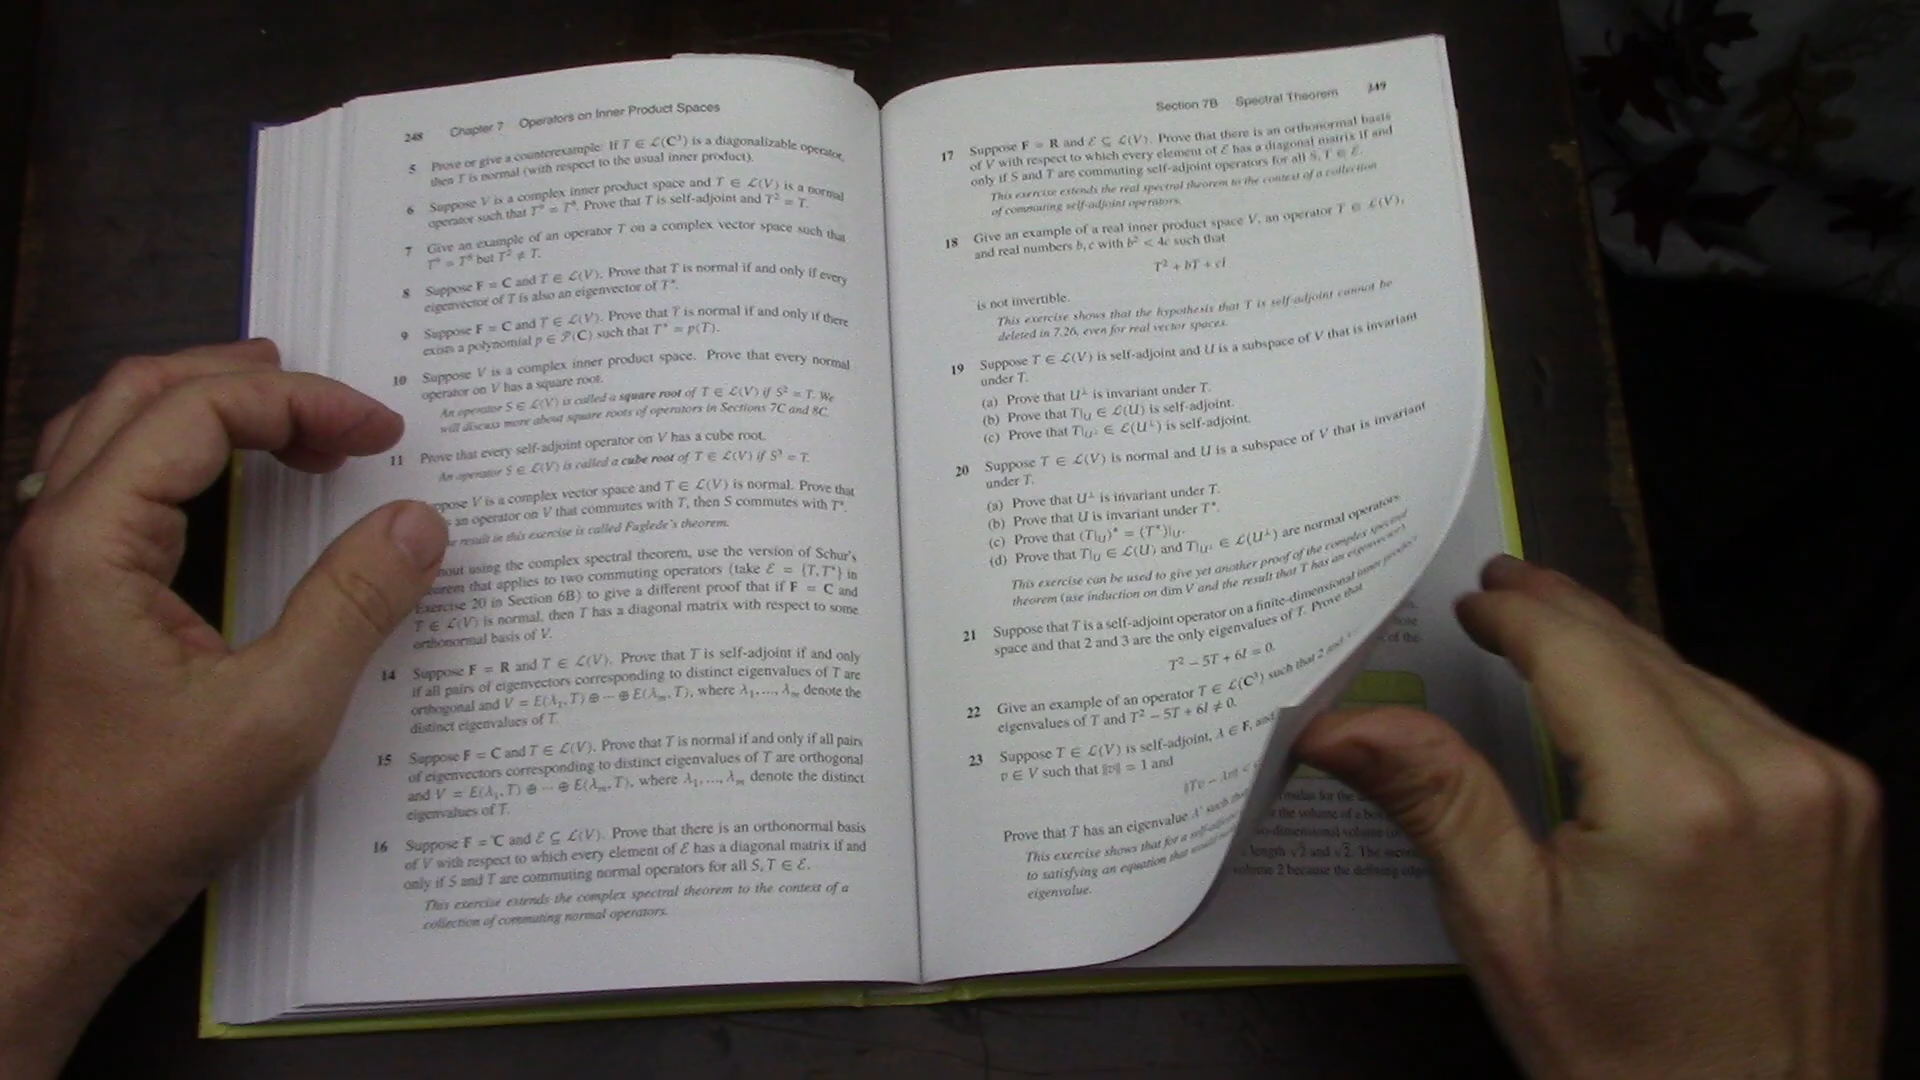 248 Chapter 7 Operators on Inner Product Spaces
5 Prove or give a counterexample: If T ∈ ℒ(C³) is a diagonalizable operator,
then T is normal (with respect to the usual inner product).
6 Suppose V is a complex inner product space and T ∈ ℒ(V) is a normal
operator such that T⁹ = T⁸. Prove that T is self-adjoint and T² = T.
7 Give an example of an operator T on a complex vector space such that
T⁹ = T⁸ but T² ≠ T.
8 Suppose F = C and T ∈ ℒ(V). Prove that T is normal if and only if every
eigenvector of T is also an eigenvector of T*.
9 Suppose F = C and T ∈ ℒ(V). Prove that T is normal if and only if there
exists a polynomial p ∈ 𝒫(C) such that T* = p(T).
10 Suppose V is a complex inner product space. Prove that every normal
operator on V has a square root.
An operator S ∈ ℒ(V) is called a square root of T ∈ ℒ(V) if S² = T. We
will discuss more about square roots of operators in Sections 7C and 8C.
11 Prove that every self-adjoint operator on V has a cube root.
An operator S ∈ ℒ(V) is called a cube root of T ∈ ℒ(V) if S³ = T.
ppose V is a complex vector space and T ∈ ℒ(V) is normal. Prove that
s an operator on V that commutes with T, then S commutes with T*.
e result in this exercise is called Fuglede's theorem.
hout using the complex spectral theorem, use the version of Schur's
orem that applies to two commuting operators (take ℰ = {T, T*} in
Exercise 20 in Section 6B) to give a different proof that if F = C and
T ∈ ℒ(V) is normal, then T has a diagonal matrix with respect to some
orthonormal basis of V.
14 Suppose F = R and T ∈ ℒ(V). Prove that T is self-adjoint if and only
if all pairs of eigenvectors corresponding to distinct eigenvalues of T are
orthogonal and V = E(λ₁, T) ⊕ ⋯ ⊕ E(λₘ, T), where λ₁, …, λₘ denote the
distinct eigenvalues of T.
15 Suppose F = C and T ∈ ℒ(V). Prove that T is normal if and only if all pairs
of eigenvectors corresponding to distinct eigenvalues of T are orthogonal
and V = E(λ₁, T) ⊕ ⋯ ⊕ E(λₘ, T), where λ₁, …, λₘ denote the distinct
eigenvalues of T.
16 Suppose F = C and ℰ ⊆ ℒ(V). Prove that there is an orthonormal basis
of V with respect to which every element of ℰ has a diagonal matrix if and
only if S and T are commuting normal operators for all S, T ∈ ℰ.
This exercise extends the complex spectral theorem to the context of a
collection of commuting normal operators.
Section 7B Spectral Theorem 249
17 Suppose F = R and ℰ ⊆ ℒ(V). Prove that there is an orthonormal basis
of V with respect to which every element of ℰ has a diagonal matrix if and
only if S and T are commuting self-adjoint operators for all S, T ∈ ℰ.
This exercise extends the real spectral theorem to the context of a collection
of commuting self-adjoint operators.
18 Give an example of a real inner product space V, an operator T ∈ ℒ(V),
and real numbers b, c with b² < 4c such that
T² + bT + cI
is not invertible.
This exercise shows that the hypothesis that T is self-adjoint cannot be
deleted in 7.26, even for real vector spaces.
19 Suppose T ∈ ℒ(V) is self-adjoint and U is a subspace of V that is invariant
under T.
(a) Prove that U⊥ is invariant under T.
(b) Prove that T|U ∈ ℒ(U) is self-adjoint.
(c) Prove that T|U⊥ ∈ ℒ(U⊥) is self-adjoint.
20 Suppose T ∈ ℒ(V) is normal and U is a subspace of V that is invariant
under T.
(a) Prove that U⊥ is invariant under T.
(b) Prove that U is invariant under T*.
(c) Prove that (T|U)* = (T*)|U.
(d) Prove that T|U ∈ ℒ(U) and T|U⊥ ∈ ℒ(U⊥) are normal operators.
This exercise can be used to give yet another proof of the complex spectral
theorem (use induction on dim V and the result that T has an eigenvector).
21 Suppose that T is a self-adjoint operator on a finite-dimensional inner product
space and that 2 and 3 are the only eigenvalues of T. Prove that
T² − 5T + 6I = 0.
22 Give an example of an operator T ∈ ℒ(C³) such that 2 and
eigenvalues of T and T² − 5T + 6I ≠ 0.
23 Suppose T ∈ ℒ(V) is self-adjoint, λ ∈ F, and
v ∈ V such that ‖v‖ = 1 and
‖Tv − λv‖ <
Prove that T has an eigenvalue λ′ such that
This exercise shows that for a self-adjoint
to satisfying an equation that would
eigenvalue.
of the
mulas for the
the volume of a box
wo-dimensional volume
length √2 and √2. The
volume 2 because the defining